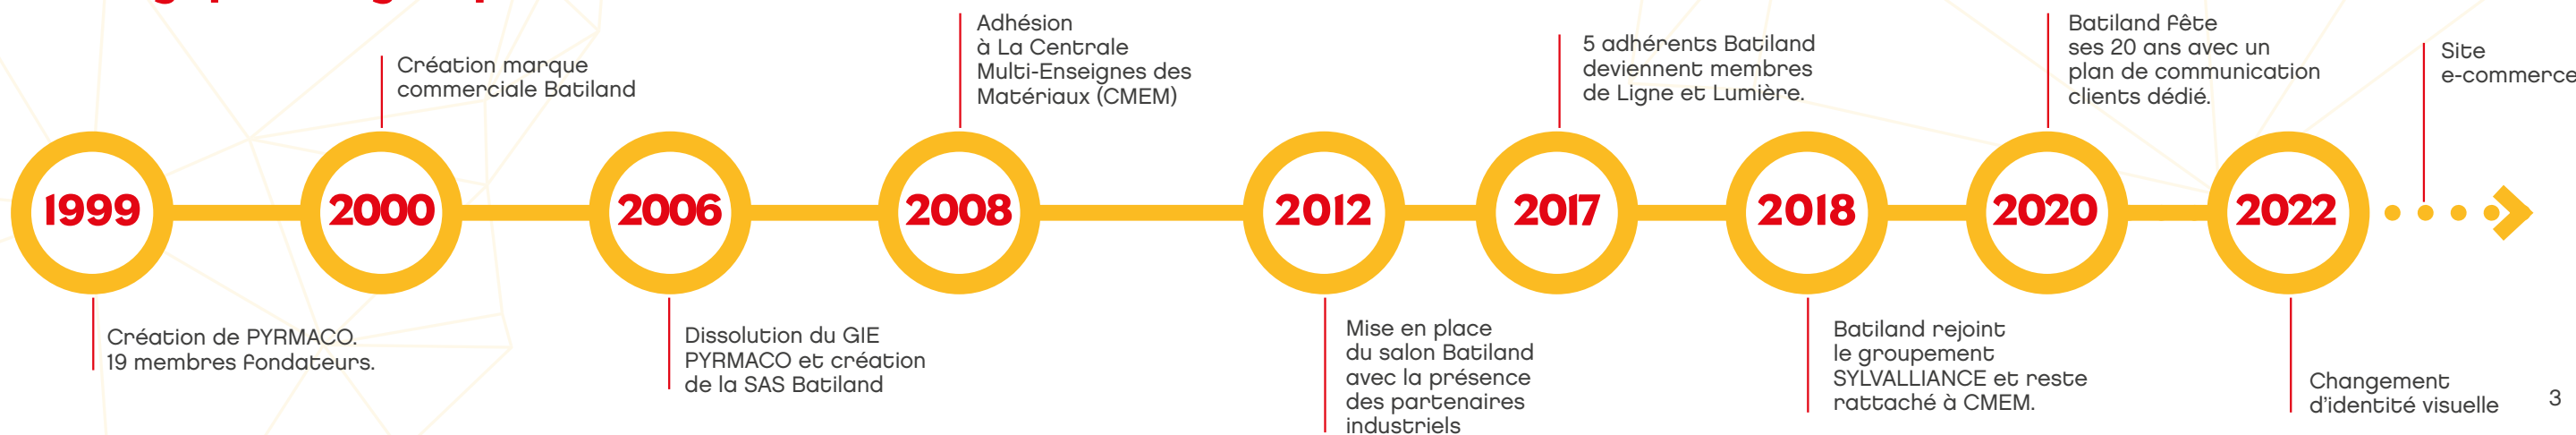 1999
Création de PYRMACO.
19 membres fondateurs.
Création marque
commerciale Batiland
2000
2006
Dissolution du GIE
PYRMACO et création
de la SAS Batiland
Adhésion
à La Centrale
Multi-Enseignes des
Matériaux (CMEM)
2008
2012
Mise en place
du salon Batiland
avec la présence
des partenaires
industriels
5 adhérents Batiland
deviennent membres
de Ligne et Lumière.
2017
2018
Batiland rejoint
le groupement
SYLVALLIANCE et reste
rattaché à CMEM.
Batiland fête
ses 20 ans avec un
plan de communication
clients dédié.
2020
2022
Changement
d'identité visuelle
Site
e-commerce
3